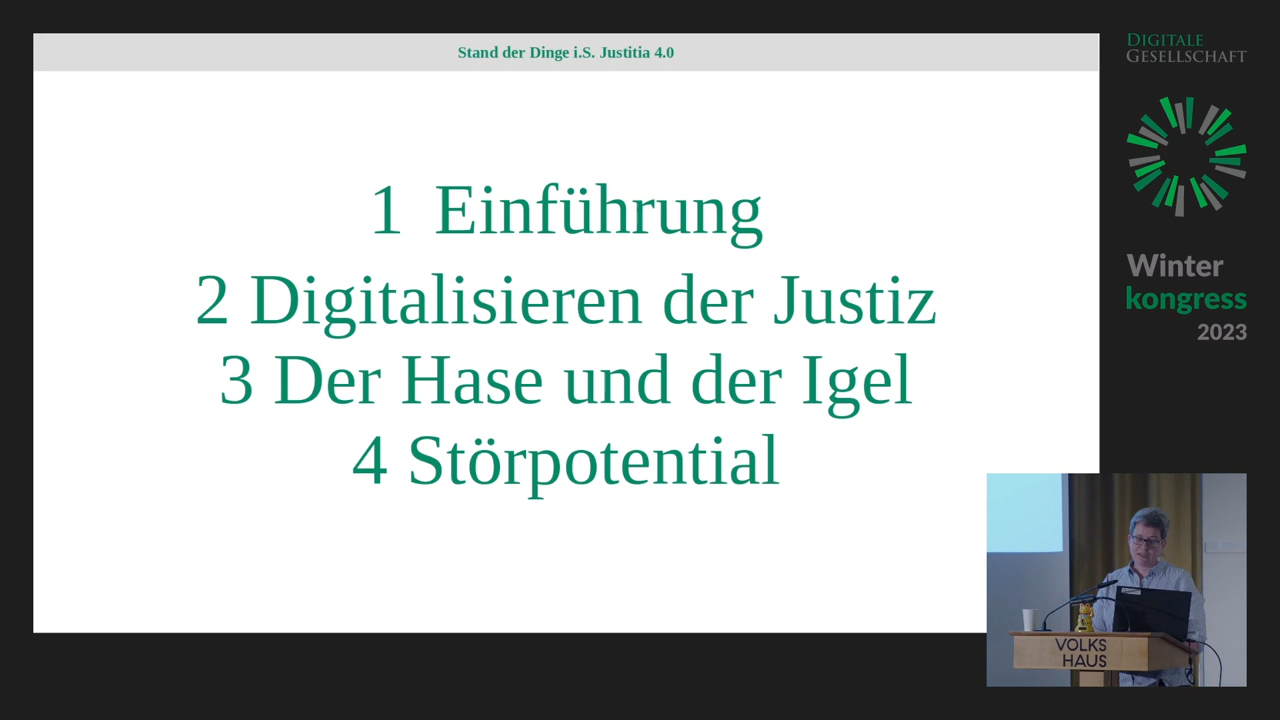 Stand der Dinge i.S. Justitia 4.0
1 Einführung
2 Digitalisieren der Justiz
3 Der Hase und der Igel
4 Störpotential
DIGITALE
GESELLSCHAFT
Winter
kongress
2023
VOLKS
HAUS